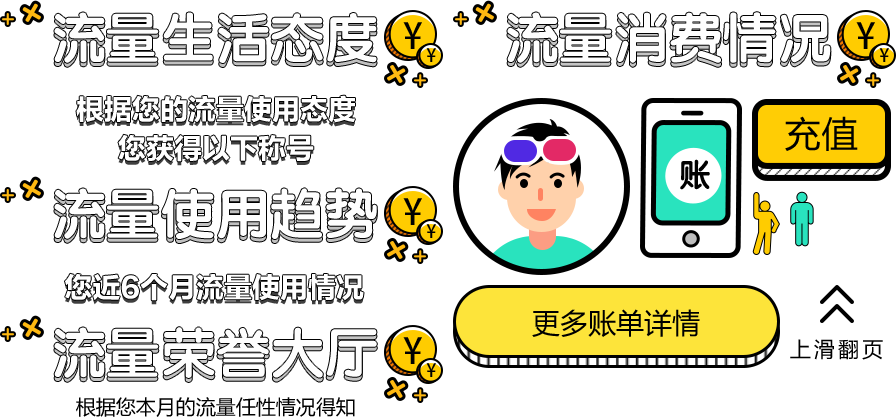 流量生活态度
¥
¥
根据您的流量使用态度
您获得以下称号
流量使用趋势
¥
¥
您近6个月流量使用情况
流量荣誉大厅
¥
¥
根据您本月的流量任性情况得知
流量消费情况
¥
¥
账
充值
更多账单详情
上滑翻页